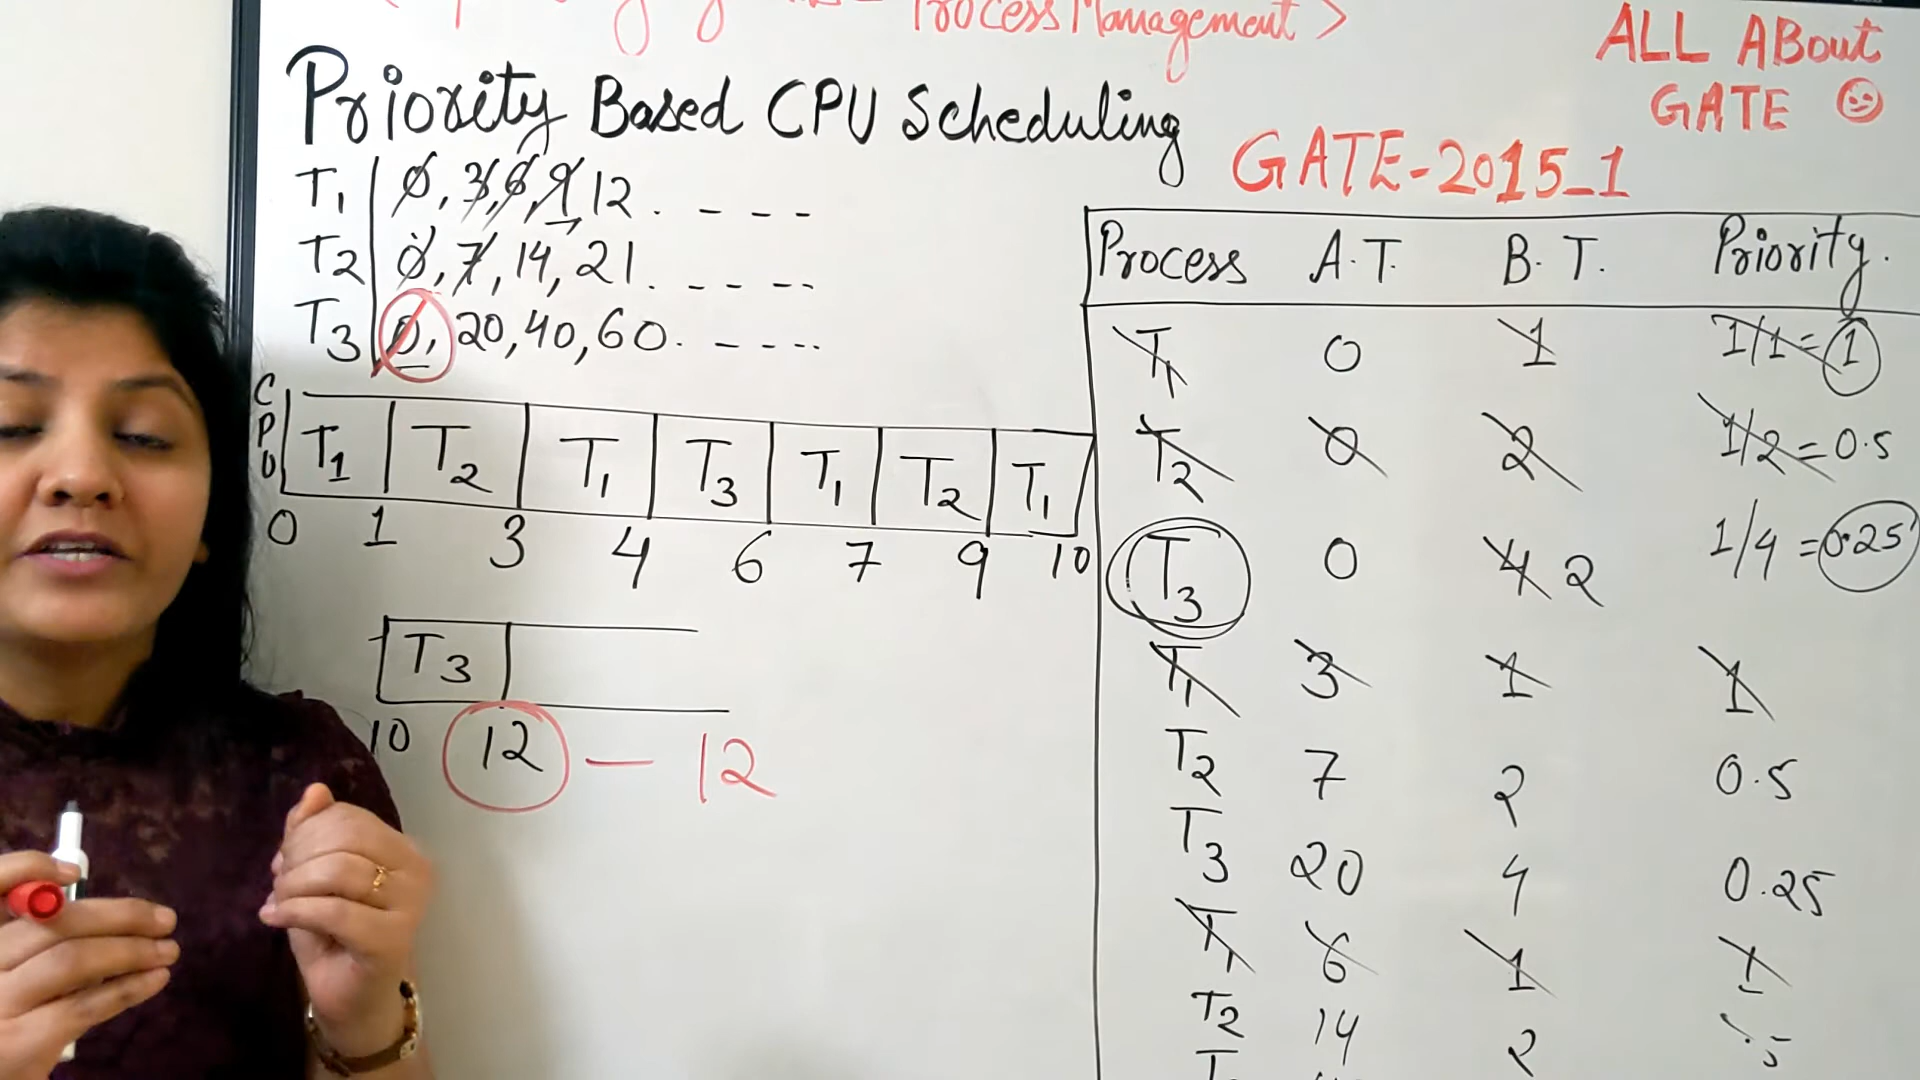 Process Management >
ALL ABout
GATE
Priority Based CPU Scheduling
GATE-2015_1
T1 | 0, 3, 6, 9, 12 . - - - -
T2 | 0, 7, 14, 21 . - - - -
T3 | 0, 20, 40, 60 . - - - -
CPU
T1 T2 T1 T3 T1 T2 T1
0 1 3 4 6 7 9 10
T3
10 12 — 12
Process A.T. B.T. Priority.
T1 0 1 1/1 = 1
T2 0 2 1/2 = 0.5
T3 0 4 2 1/4 = 0.25
T1 3 1 1
T2 7 2 0.5
T3 20 4 0.25
T1 6 1 1
T2 14 2 .5